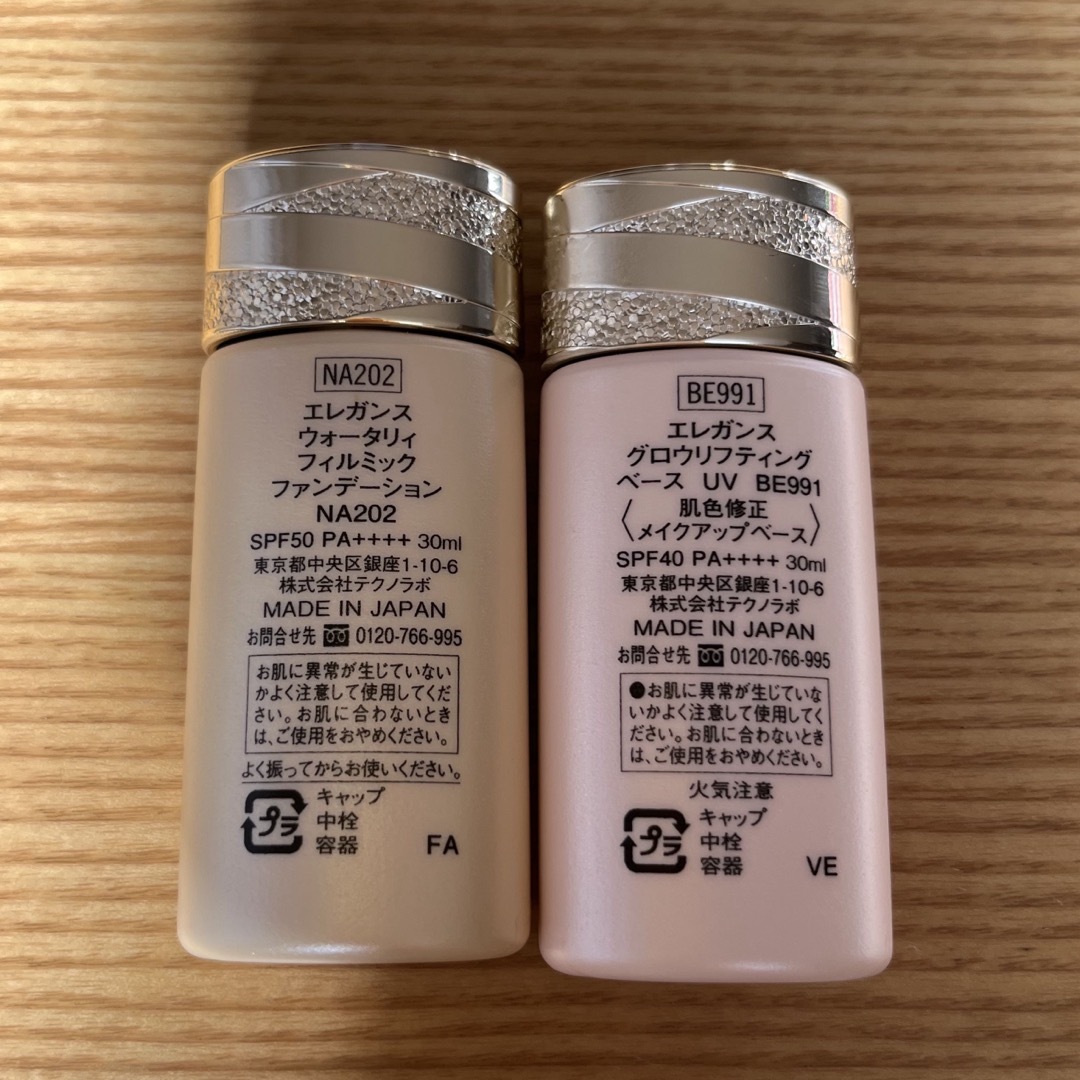 NA202
エレガンス
ウォータリィ
フィルミック
ファンデーション
NA202
SPF50 PA++++ 30ml
東京都中央区銀座1-10-6
株式会社テクノラボ
MADE IN JAPAN
お問合せ先 0120-766-995
お肌に異常が生じていない
かよく注意して使用してくだ
さい。お肌に合わないとき
は、ご使用をおやめください。
よく振ってからお使いください。
プラ
キャップ
中栓
容器 FA
BE991
エレガンス
グロウリフティング
ベース UV BE991
〈肌色修正
メイクアップベース〉
SPF40 PA++++ 30ml
東京都中央区銀座1-10-6
株式会社テクノラボ
MADE IN JAPAN
お問合せ先 0120-766-995
●お肌に異常が生じていな
いかよく注意して使用してく
ださい。お肌に合わないとき
は、ご使用をおやめください。
火気注意
プラ
キャップ
中栓
容器 VE